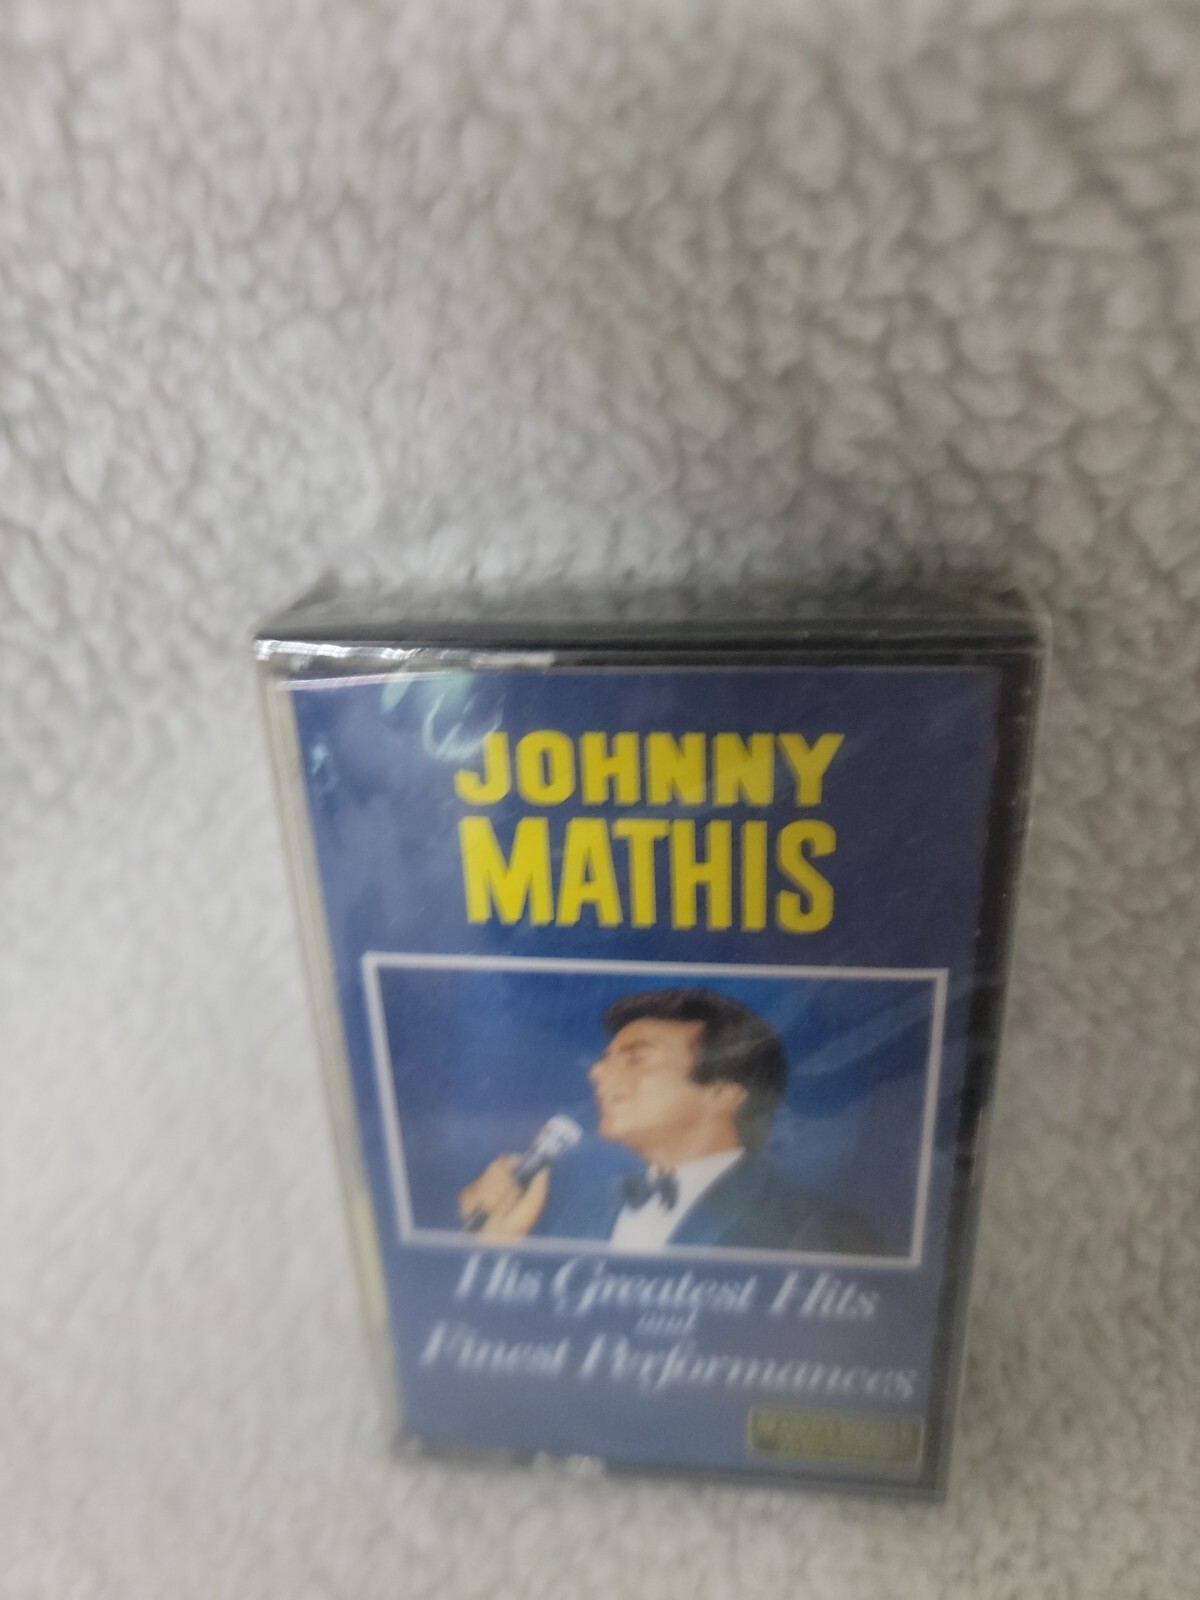 JOHNNY
MATHIS
His Greatest Hits
and
Finest Performances